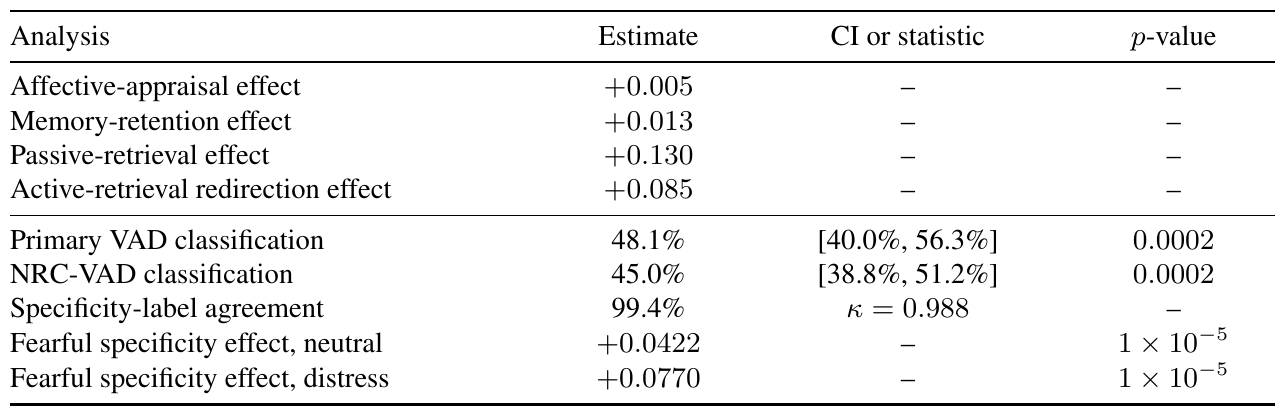 Analysis Estimate CI or statistic p-value
Affective-appraisal effect +0.005 – –
Memory-retention effect +0.013 – –
Passive-retrieval effect +0.130 – –
Active-retrieval redirection effect +0.085 – –
Primary VAD classification 48.1% [40.0%, 56.3%] 0.0002
NRC-VAD classification 45.0% [38.8%, 51.2%] 0.0002
Specificity-label agreement 99.4% κ = 0.988 –
Fearful specificity effect, neutral +0.0422 – 1 × 10⁻⁵
Fearful specificity effect, distress +0.0770 – 1 × 10⁻⁵